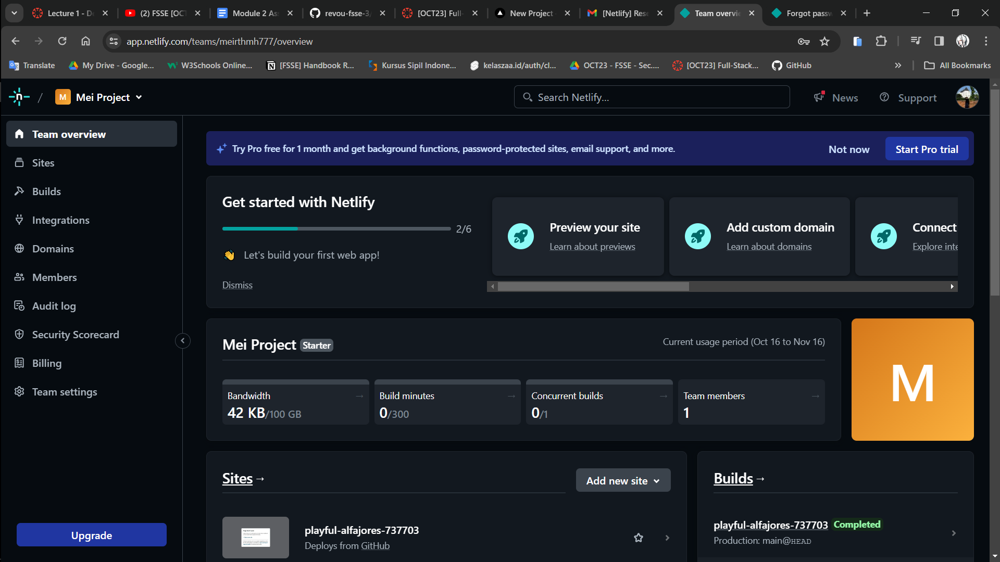 Lecture 1 - D
(2) FSSE [OCT
Module 2 Ass
revou-fsse-3/
[OCT23] Full-
New Project
[Netlify] Rese
Team overvie
Forgot passw
app.netlify.com/teams/meirthmh777/overview
Translate
My Drive - Google...
W3Schools Online...
[FSSE] Handbook R...
Kursus Sipil Indone...
kelaszaa.id/auth/cl...
OCT23 - FSSE - Sec....
[OCT23] Full-Stack...
GitHub
All Bookmarks
/
M
Mei Project
Search Netlify...
News
Support
Team overview
Sites
Builds
Integrations
Domains
Members
Audit log
Security Scorecard
Billing
Team settings
Upgrade
Try Pro free for 1 month and get background functions, password-protected sites, email support, and more.
Not now
Start Pro trial
Get started with Netlify
2/6
Let's build your first web app!
Dismiss
Preview your site
Learn about previews
Add custom domain
Learn about domains
Connect
Explore inte
Mei Project Starter
Current usage period (Oct 16 to Nov 16)
Bandwidth →
42 KB/100 GB
Build minutes →
0/300
Concurrent builds →
0/1
Team members →
1
M
Sites →
Add new site
playful-alfajores-737703
Deploys from GitHub
Builds →
playful-alfajores-737703 Completed
Production: main@HEAD